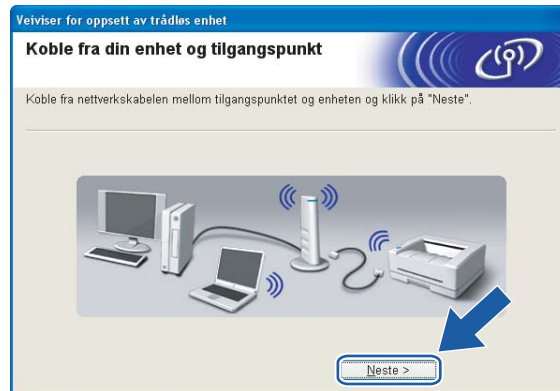 Veiviser for oppsett av trådløs enhet
Koble fra din enhet og tilgangspunkt
Koble fra nettverkskabelen mellom tilgangspunktet og enheten og klikk på "Neste".
Neste >